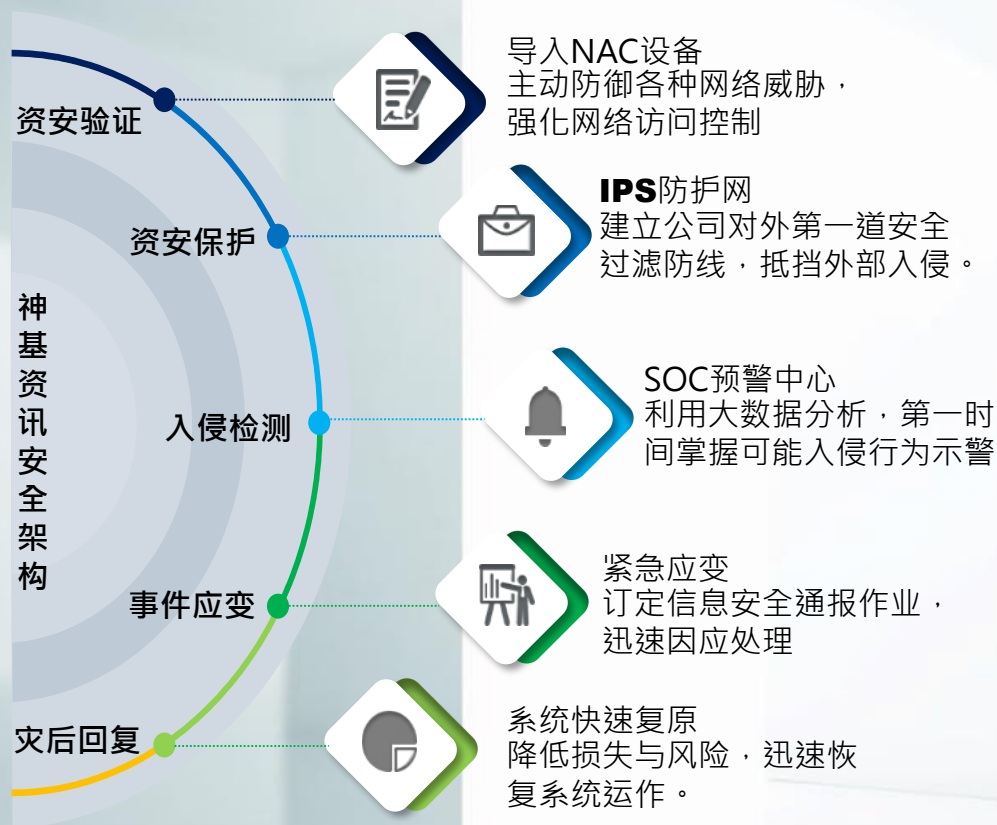 神基资讯安全架构
资安验证
导入NAC设备
主动防御各种网络威胁，
强化网络访问控制
资安保护
IPS防护网
建立公司对外第一道安全
过滤防线，抵挡外部入侵。
入侵检测
SOC预警中心
利用大数据分析，第一时
间掌握可能入侵行为示警
事件应变
紧急应变
订定信息安全通报作业，
迅速因应处理
灾后回复
系统快速复原
降低损失与风险，迅速恢
复系统运作。